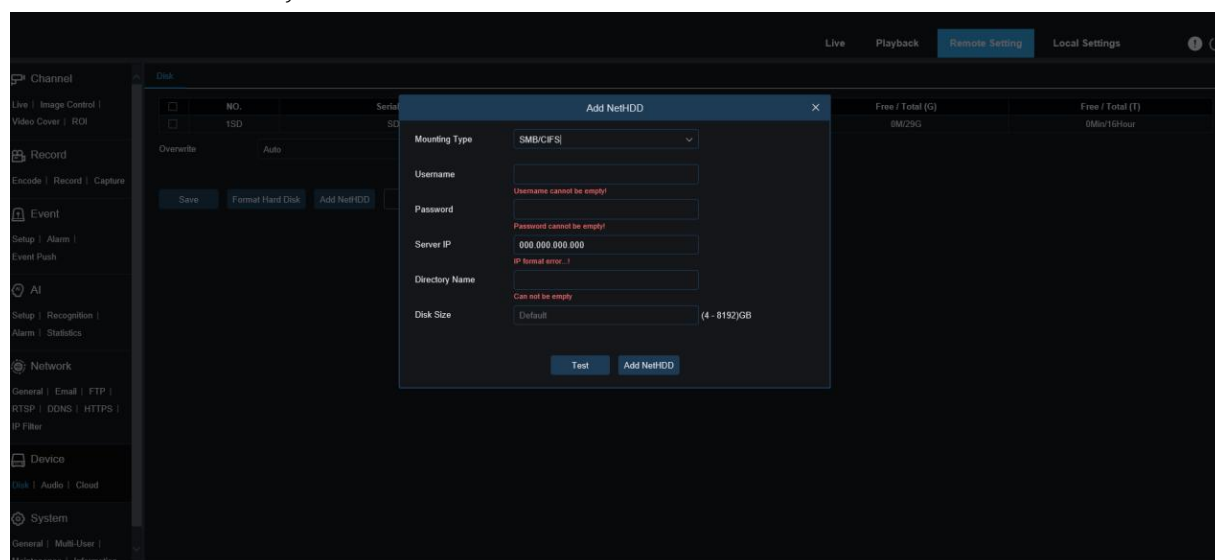 Live Playback Remote Setting Local Settings
Channel
Live | Image Control |
Video Cover | ROI
Record
Encode | Record | Capture
Event
Setup | Alarm |
Event Push
AI
Setup | Recognition |
Alarm | Statistics
Network
General | Email | FTP |
RTSP | DDNS | HTTPS |
IP Filter
Device
Disk | Audio | Cloud
System
General | Multi-User |
Maintenance | Information
Disk
NO. Serial Free / Total (G) Free / Total (T)
1SD SD 0M/29G 0Min/16Hour
Overwrite Auto
Save Format Hard Disk Add NetHDD
Add NetHDD
Mounting Type SMB/CIFS
Username
Username cannot be empty!
Password
Password cannot be empty!
Server IP 000.000.000.000
IP format error...!
Directory Name
Can not be empty
Disk Size Default (4 - 8192)GB
Test Add NetHDD